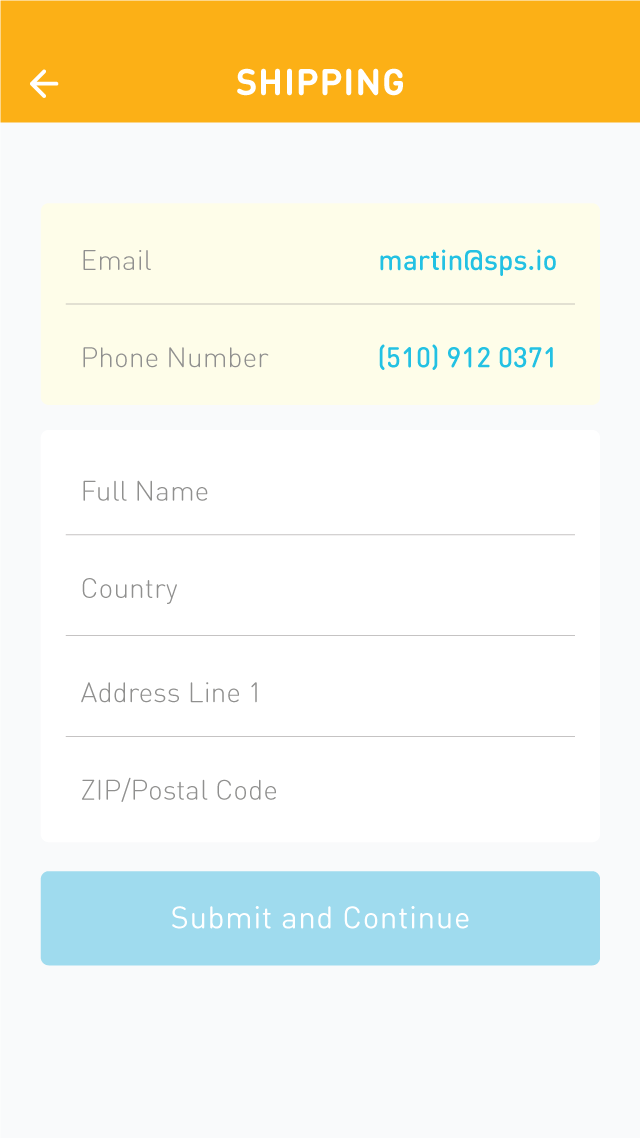 SHIPPING
Email martin@sps.io
Phone Number (510) 912 0371
Full Name
Country
Address Line 1
ZIP/Postal Code
Submit and Continue